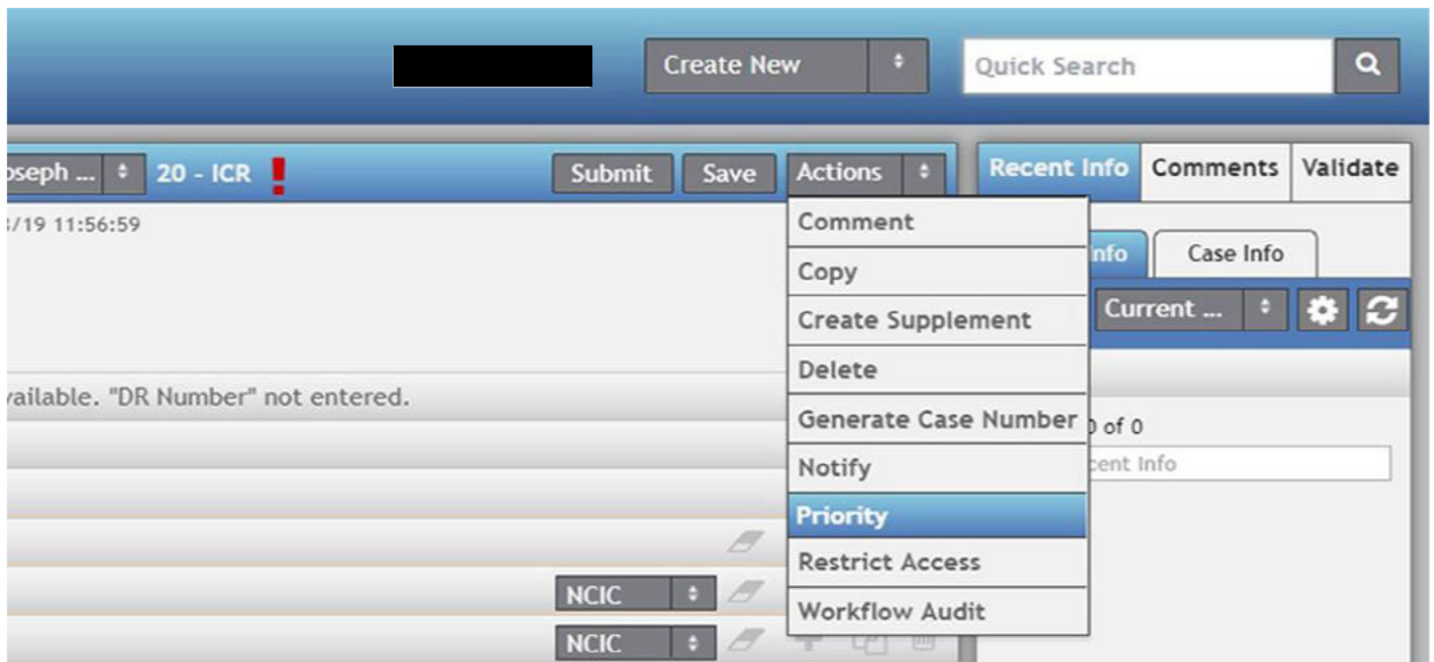 Create New
Quick Search
oseph ...
20 - ICR
Submit
Save
Actions
Recent Info
Comments
Validate
/19 11:56:59
Comment
nfo
Case Info
Copy
Current ...
Create Supplement
Delete
vailable. "DR Number" not entered.
Generate Case Number
0 of 0
Notify
cent Info
Priority
Restrict Access
NCIC
Workflow Audit
NCIC